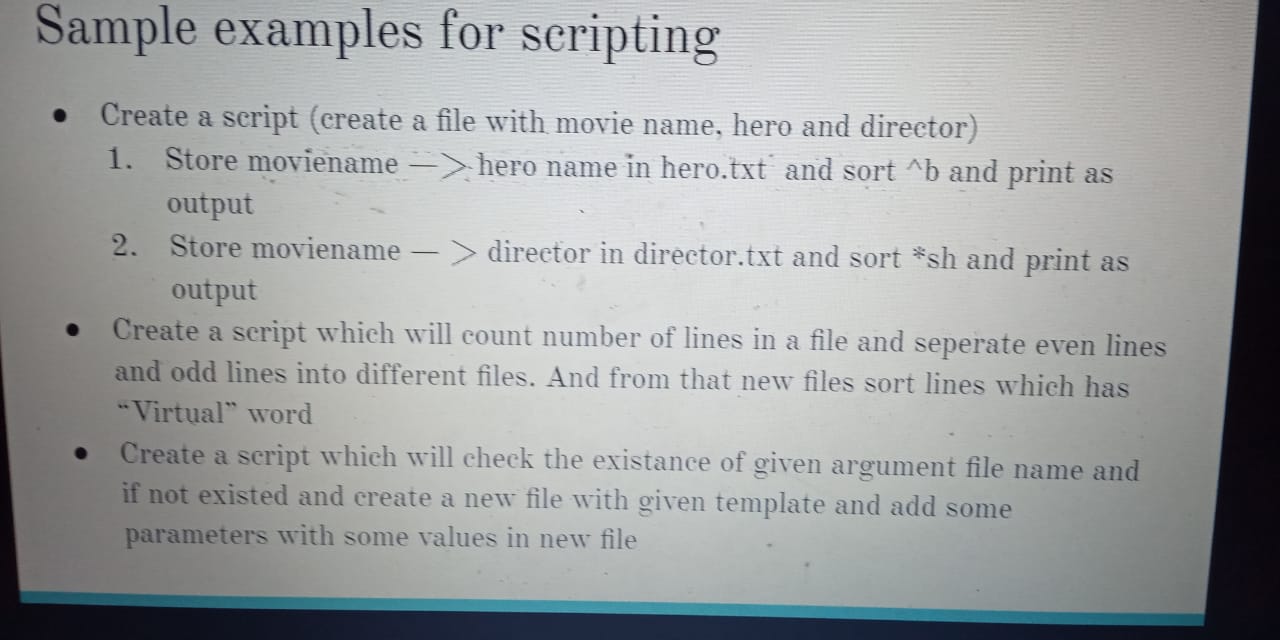 Sample examples for scripting
• Create a script (create a file with movie name, hero and director)
1. Store moviename —> hero name in hero.txt and sort ^b and print as
output
2. Store moviename — > director in director.txt and sort *sh and print as
output
• Create a script which will count number of lines in a file and seperate even lines
and odd lines into different files. And from that new files sort lines which has
“Virtual” word
• Create a script which will check the existance of given argument file name and
if not existed and create a new file with given template and add some
parameters with some values in new file